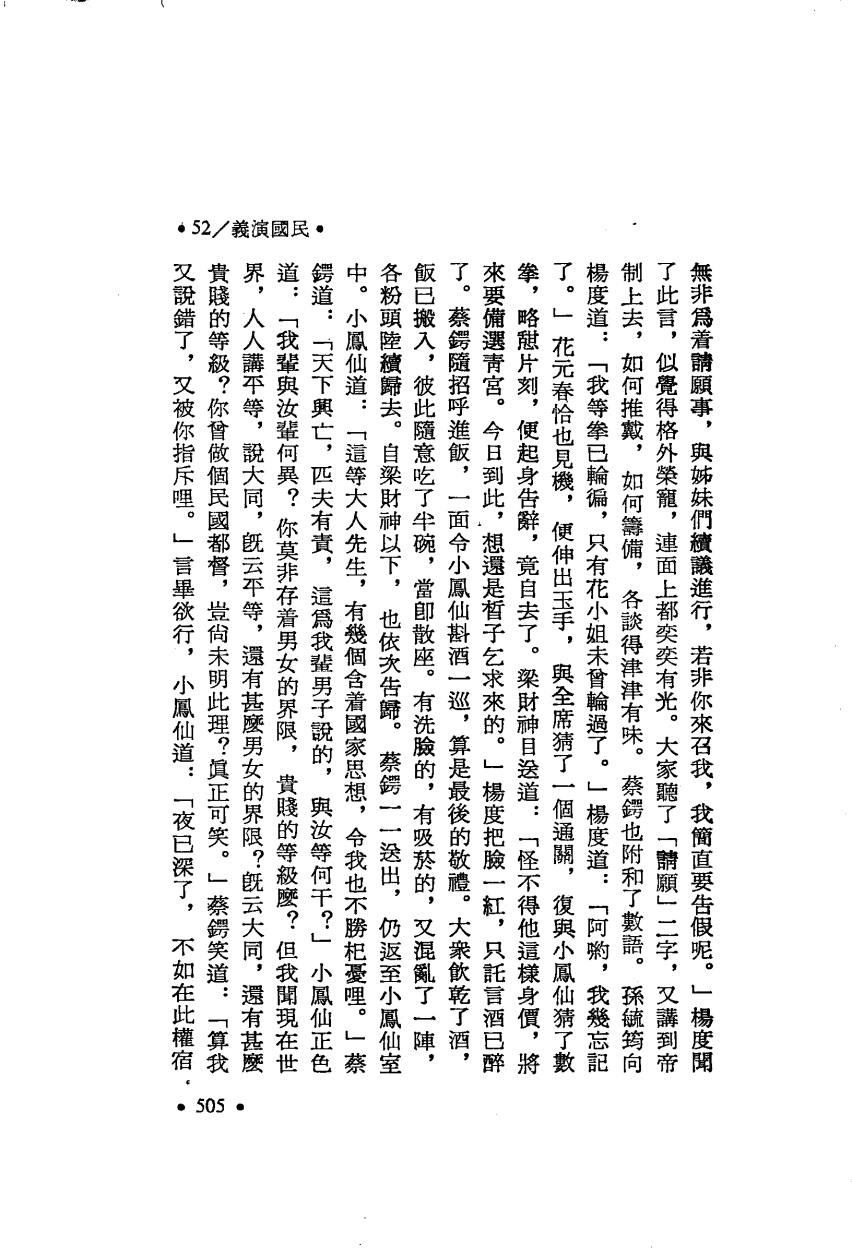 •52／義演國民•
無非爲着請願事，與姊妹們續議進行，若非你來召我，我簡直要告假呢。」楊度聞
了此言，似覺得格外榮寵，連面上都奕奕有光。大家聽了「請願」二字，又講到帝
制上去，如何推戴，如何籌備，各談得津津有味。蔡鍔也附和了數語。孫毓筠向
楊度道：「我等拳已輪徧，只有花小姐未曾輪過了。」楊度道：「阿喲，我幾忘記
了。」花元春恰也見機，便伸出玉手，與全席猜了一個通關，復與小鳳仙猜了數
拳，略憇片刻，便起身告辭，竟自去了。梁財神目送道：「怪不得他這樣身價，將
來要備選青宮。今日到此，想還是晳子乞求來的。」楊度把臉一紅，只託言酒已醉
了。蔡鍔隨招呼進飯，一面令小鳳仙斟酒一巡，算是最後的敬禮。大衆飲乾了酒，
飯已搬入，彼此隨意吃了半碗，當卽散座。有洗臉的，有吸菸的，又混亂了一陣，
各粉頭陸續歸去。自梁財神以下，也依次告歸。蔡鍔一一送出，仍返至小鳳仙室
中。小鳳仙道：「這等大人先生，有幾個含着國家思想，令我也不勝杞憂哩。」蔡
鍔道：「天下興亡，匹夫有責，這爲我輩男子說的，與汝等何干？」小鳳仙正色
道：「我輩與汝輩何異？你莫非存着男女的界限，貴賤的等級麼？但我聞現在世
界，人人講平等，說大同，旣云平等，還有甚麼男女的界限？旣云大同，還有甚麼
貴賤的等級？你曾做個民國都督，豈尙未明此理？眞正可笑。」蔡鍔笑道：「算我
又說錯了，又被你指斥哩。」言畢欲行，小鳳仙道：「夜已深了，不如在此權宿
• 505 •